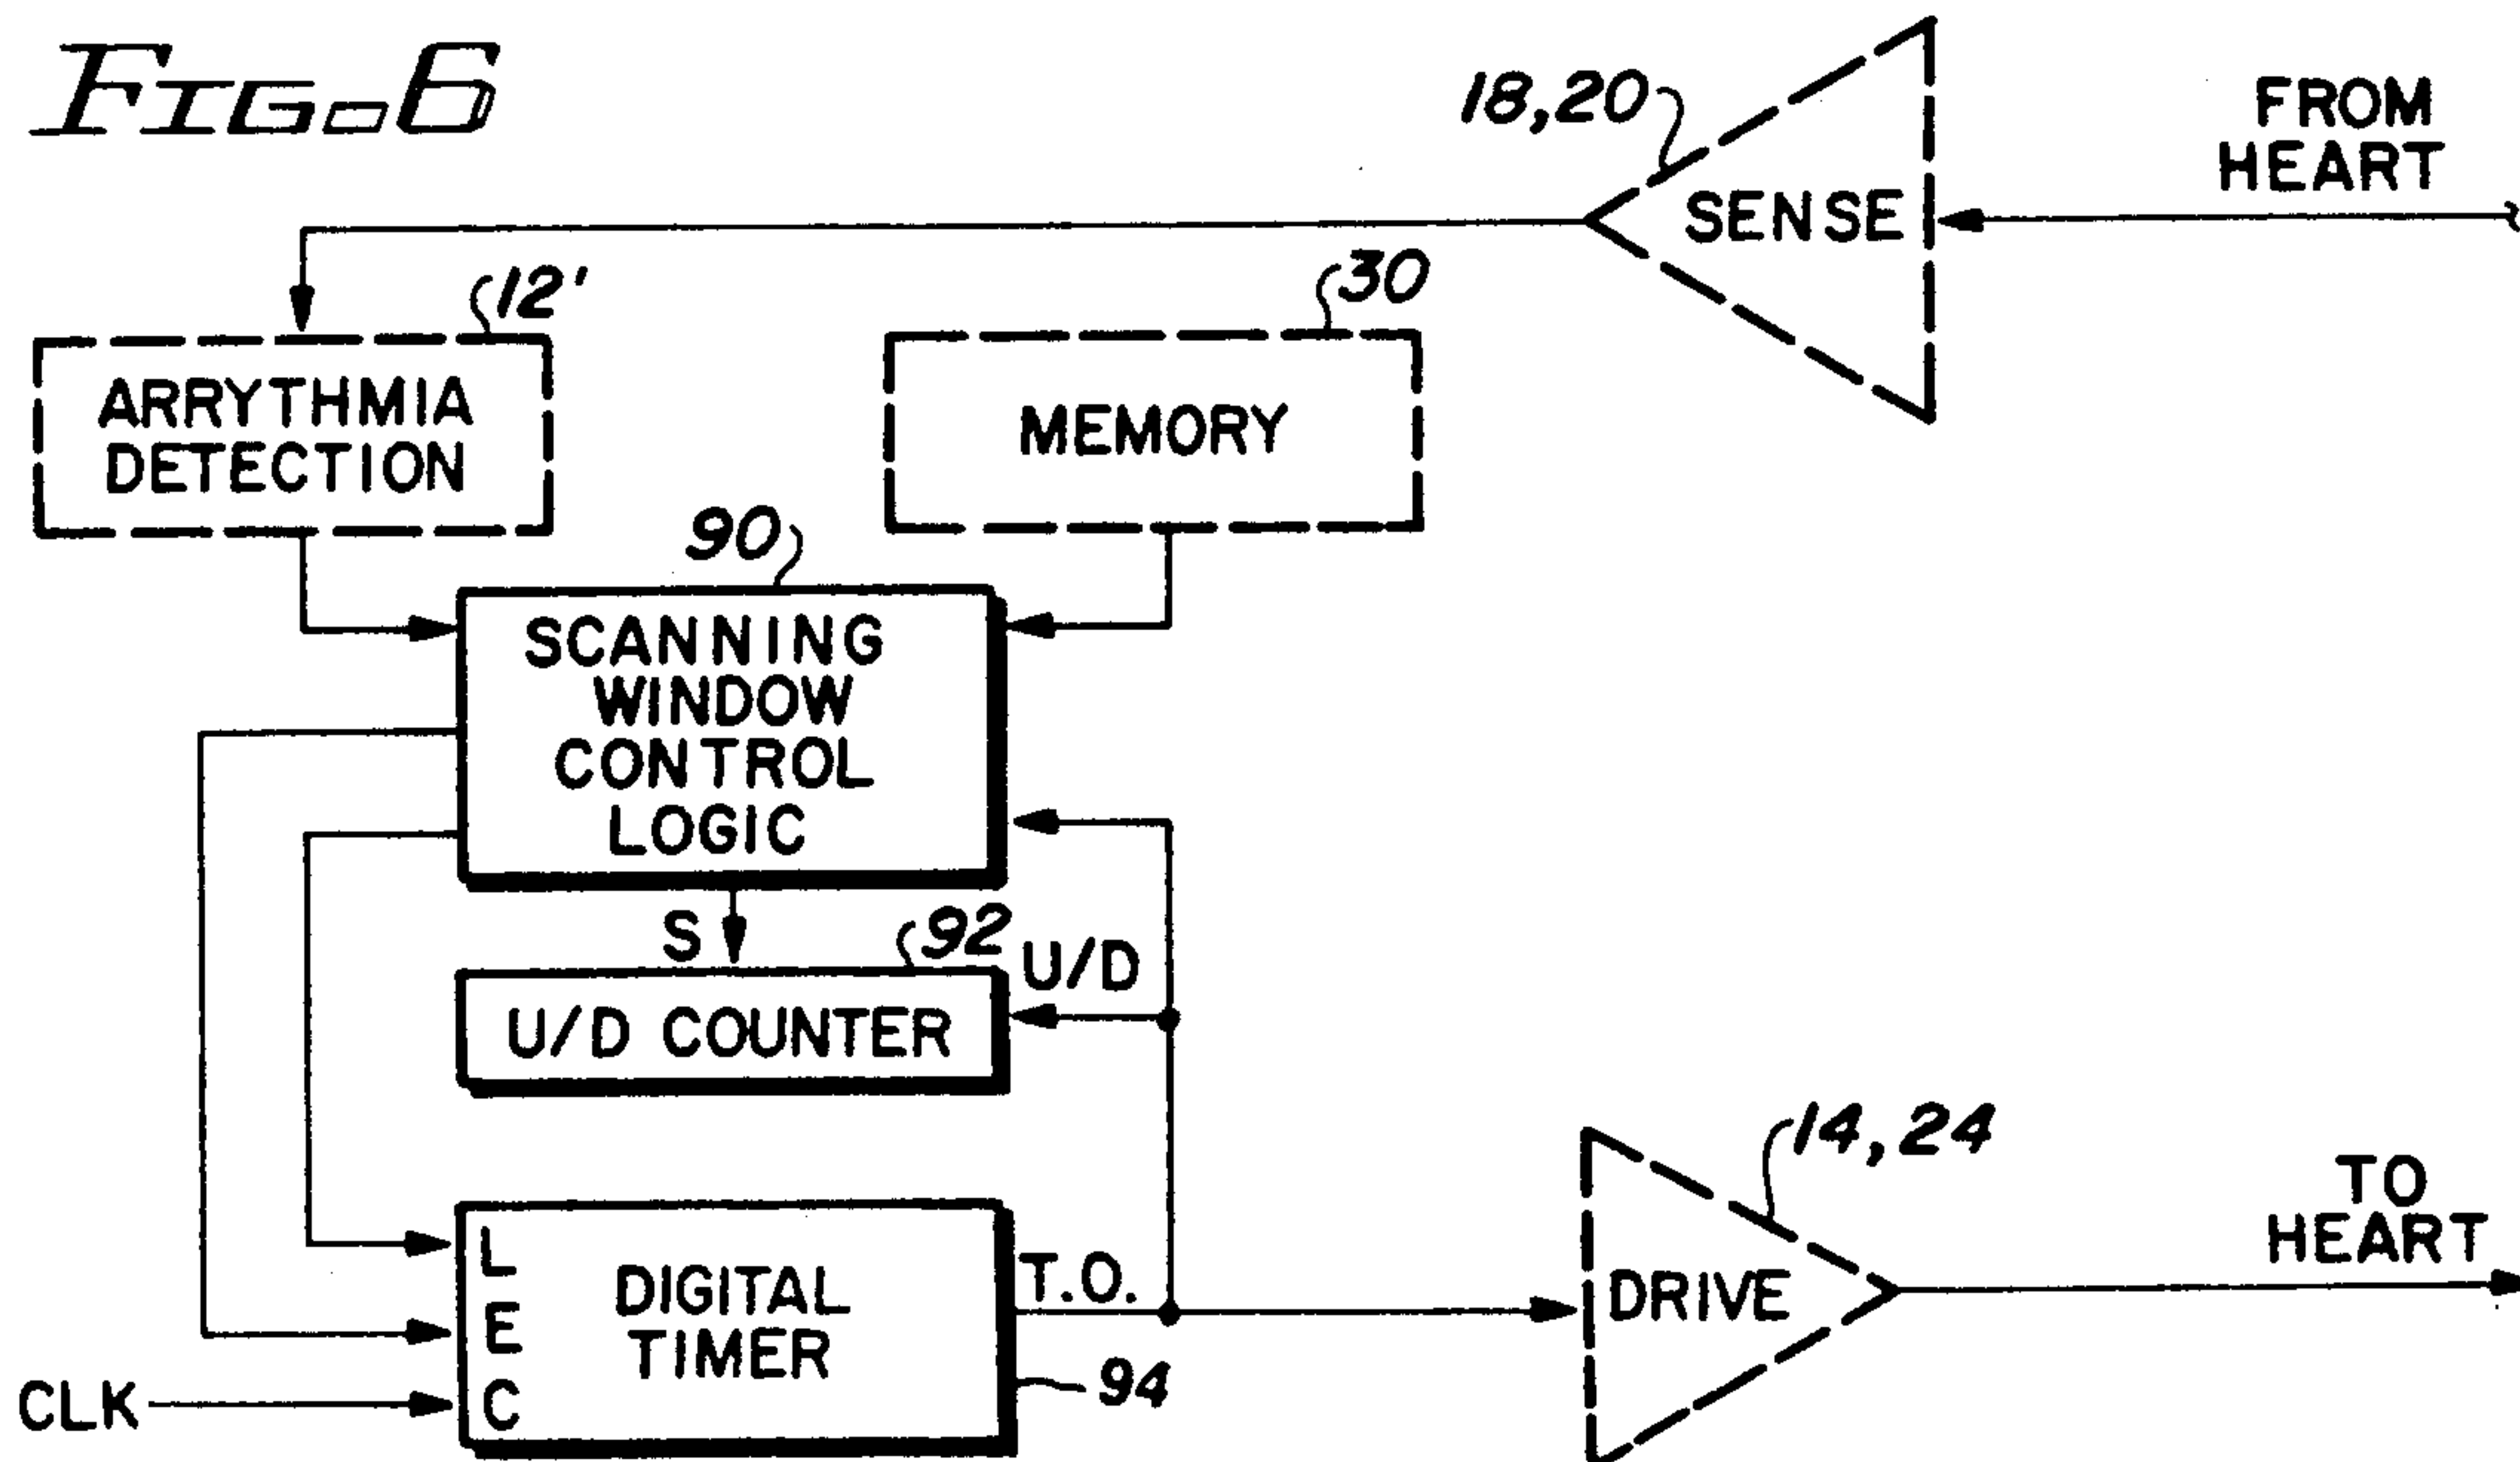 FIG. 6
18,20
FROM
HEART
SENSE
12'
30
ARRYTHMIA
DETECTION
MEMORY
90
SCANNING
WINDOW
CONTROL
LOGIC
S
92
U/D
U/D COUNTER
14,24
TO
HEART
L
E
C
DIGITAL
TIMER
T.O.
DRIVE
94
CLK